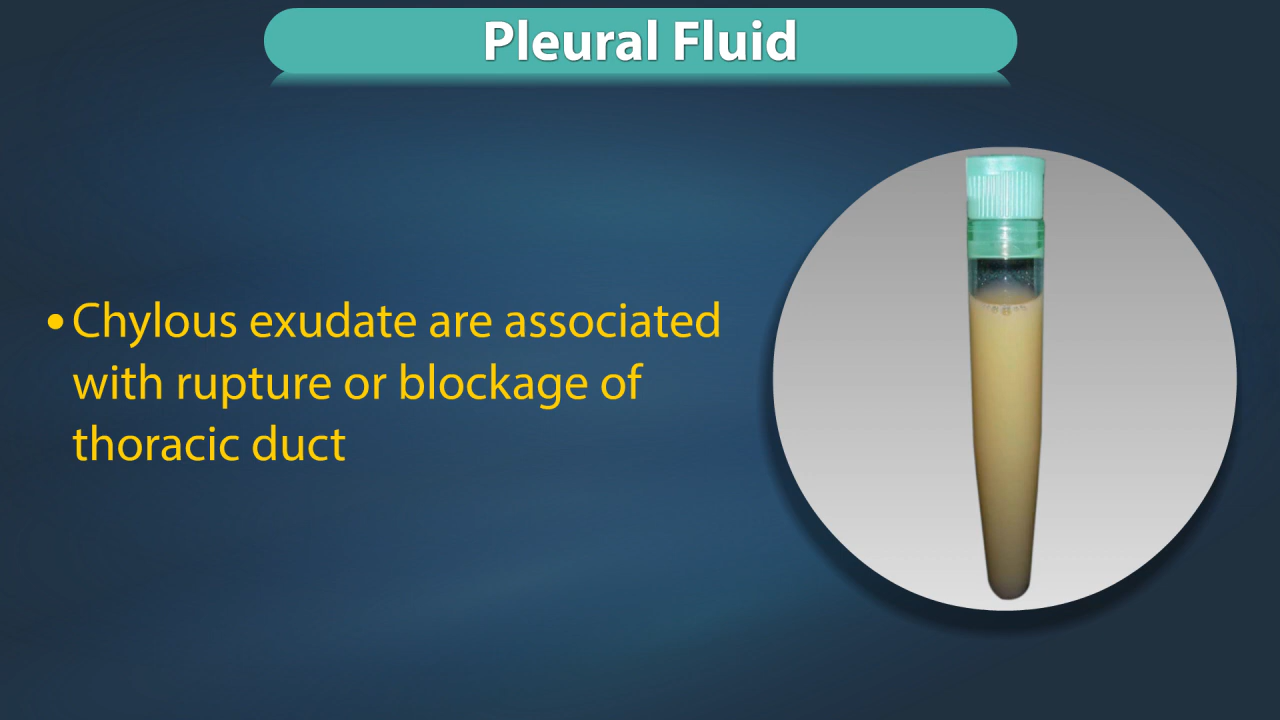 Pleural Fluid
• Chylous exudate are associated
with rupture or blockage of
thoracic duct